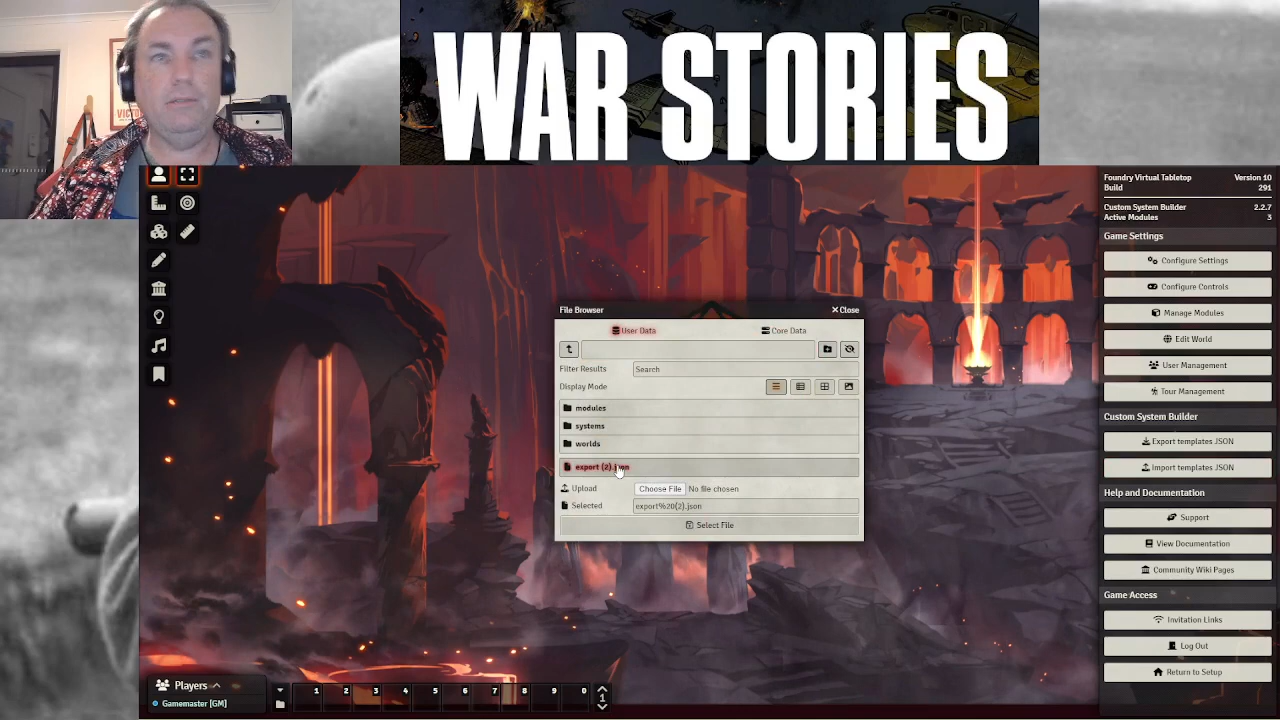 VICTO
WAR STORIES
Foundry Virtual Tabletop Version 10
Build 291
Custom System Builder 2.2.7
Active Modules 3
Game Settings
Configure Settings
Configure Controls
Manage Modules
Edit World
User Management
Tour Management
Custom System Builder
Export templates JSON
Import templates JSON
Help and Documentation
Support
View Documentation
Community Wiki Pages
Game Access
Invitation Links
Log Out
Return to Setup
File Browser Close
User Data Core Data
Filter Results Search
Display Mode
modules
systems
worlds
export (2).json
Upload Choose File No file chosen
Selected export%20(2).json
Select File
Players
Gamemaster [GM]
1 2 3 4 5 6 7 8 9 0
1